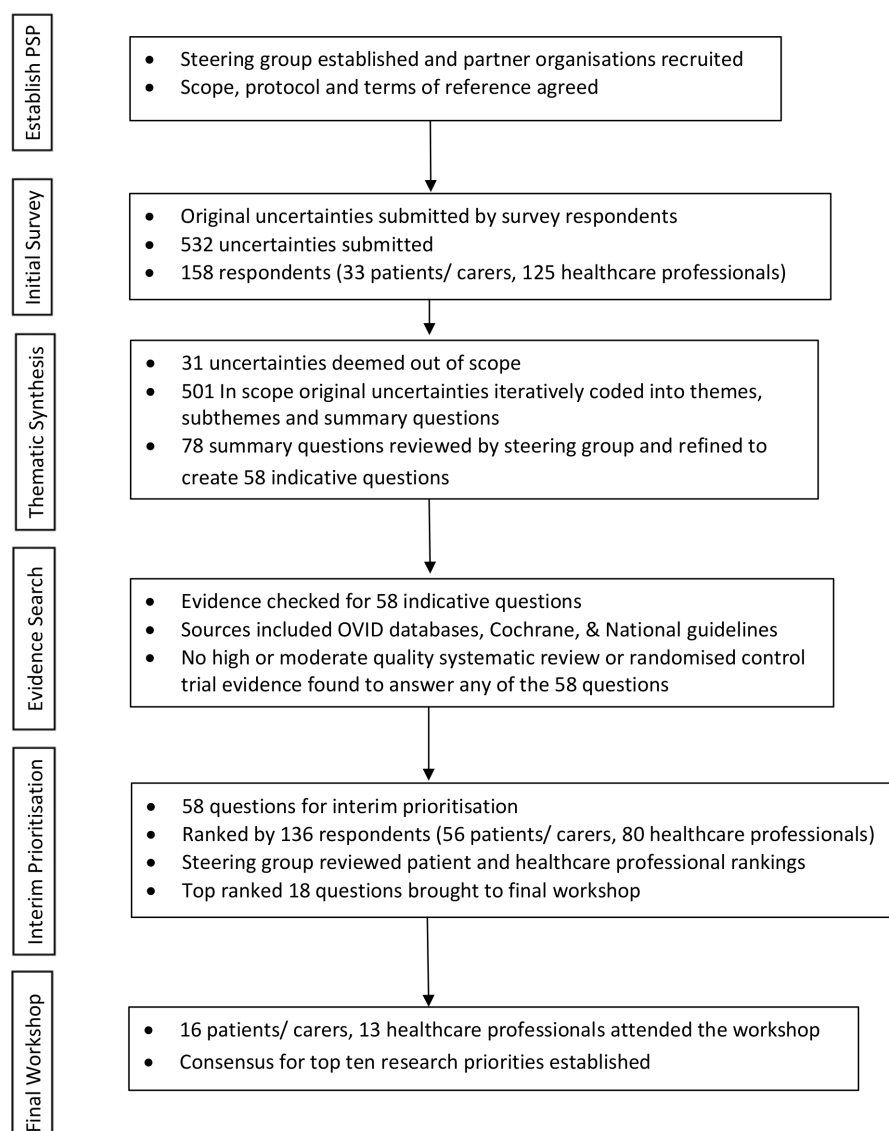 Establish PSP
• Steering group established and partner organisations recruited
• Scope, protocol and terms of reference agreed
Initial Survey
• Original uncertainties submitted by survey respondents
• 532 uncertainties submitted
• 158 respondents (33 patients/ carers, 125 healthcare professionals)
Thematic Synthesis
• 31 uncertainties deemed out of scope
• 501 In scope original uncertainties iteratively coded into themes,
subthemes and summary questions
• 78 summary questions reviewed by steering group and refined to
create 58 indicative questions
Evidence Search
• Evidence checked for 58 indicative questions
• Sources included OVID databases, Cochrane, & National guidelines
• No high or moderate quality systematic review or randomised control
trial evidence found to answer any of the 58 questions
Interim Prioritisation
• 58 questions for interim prioritisation
• Ranked by 136 respondents (56 patients/ carers, 80 healthcare professionals)
• Steering group reviewed patient and healthcare professional rankings
• Top ranked 18 questions brought to final workshop
Final Workshop
• 16 patients/ carers, 13 healthcare professionals attended the workshop
• Consensus for top ten research priorities established